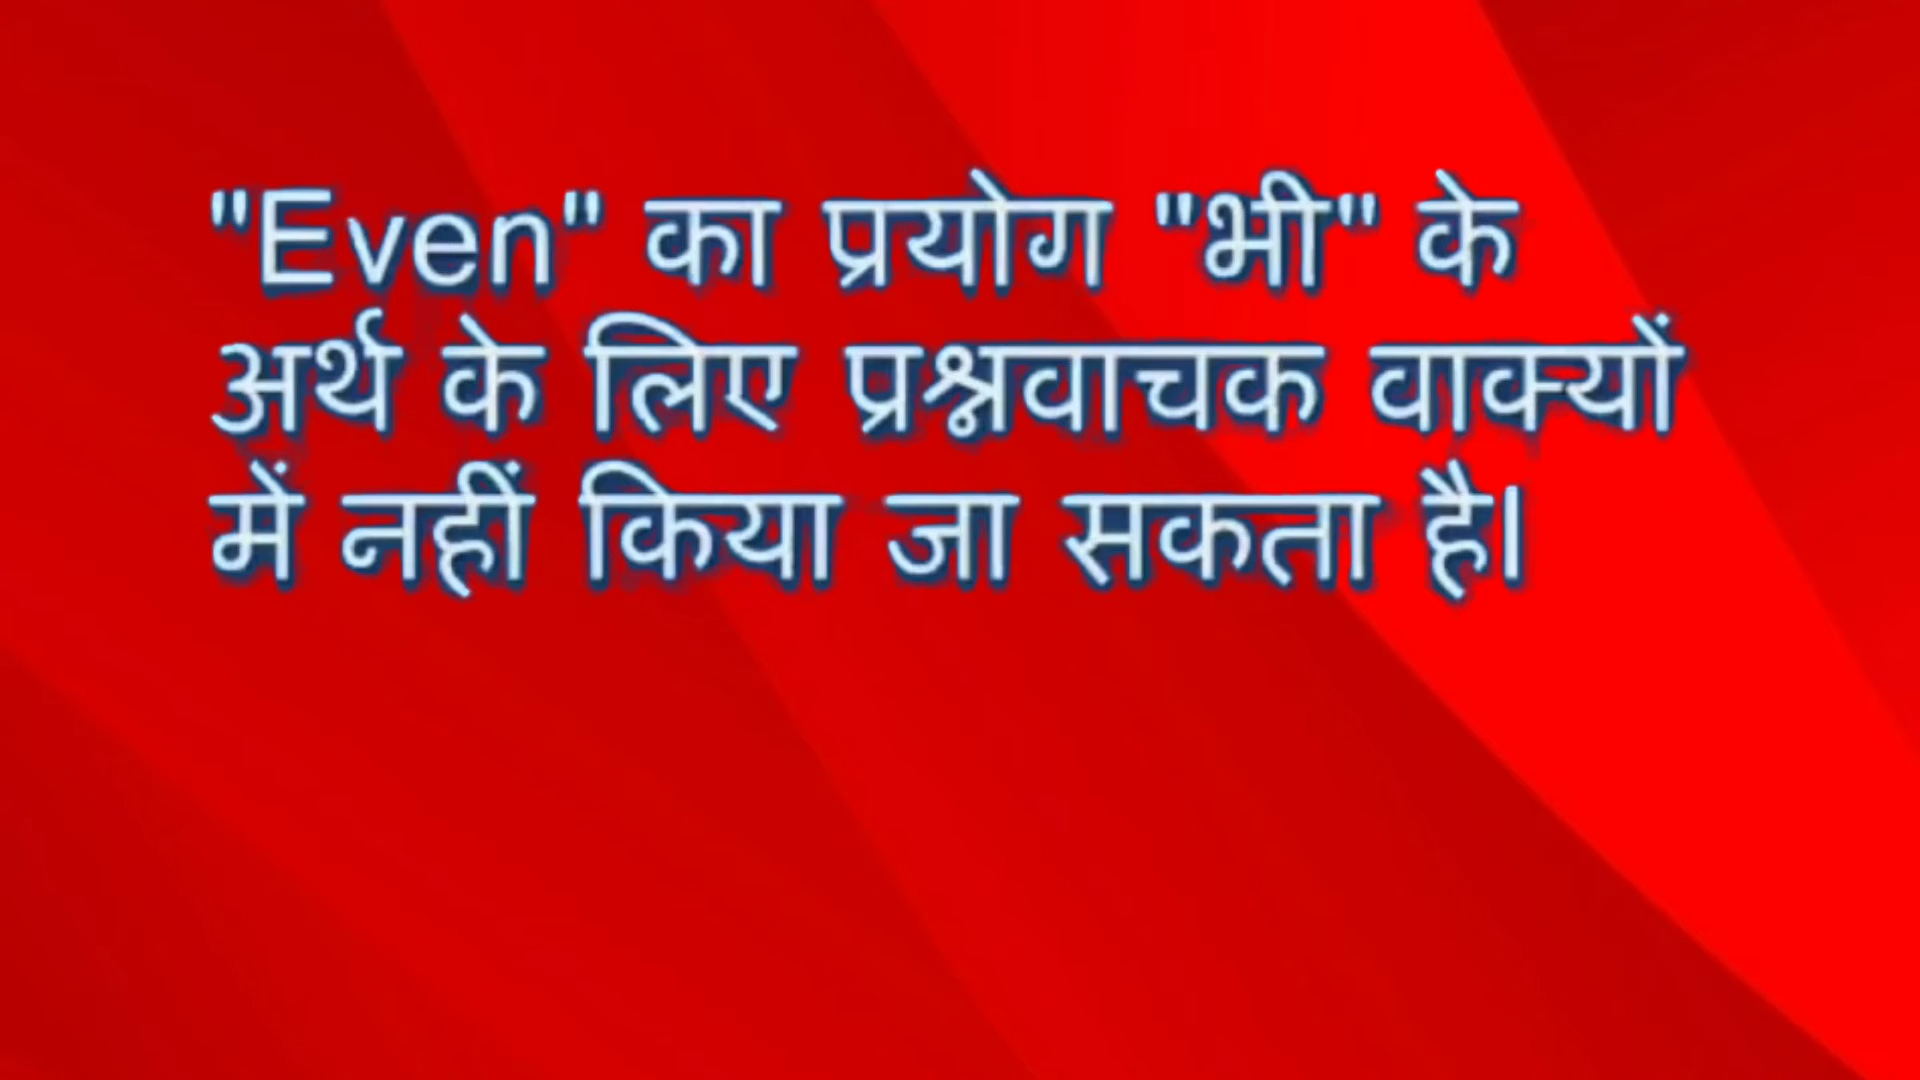 "Even" का प्रयोग "भी" के
अर्थ के लिए प्रश्नवाचक वाक्यों
में नहीं किया जा सकता है।